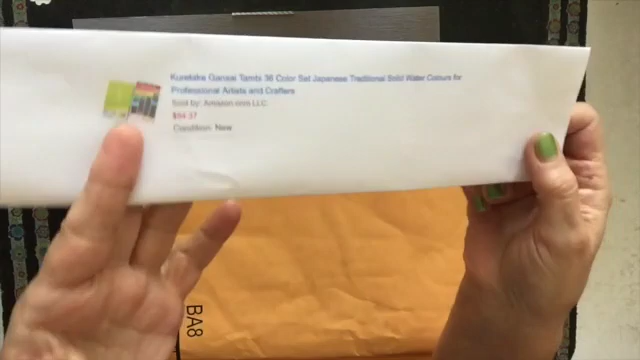 Kuretake Gansai Tambi 36 Color Set Japanese Traditional Solid Water Colours for
Professional Artists and Crafters
Sold by: Amazon.com LLC
$94.37
Condition: New
BA8